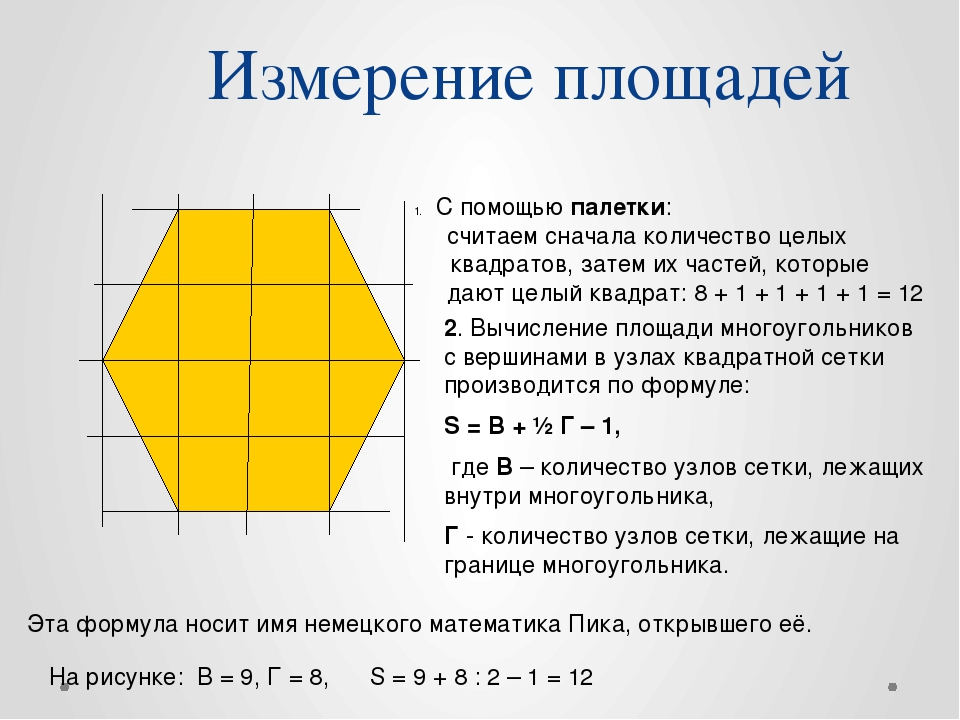 Измерение площадей
1. С помощью палетки:
считаем сначала количество целых
квадратов, затем их частей, которые
дают целый квадрат: 8 + 1 + 1 + 1 + 1 = 12
2. Вычисление площади многоугольников
с вершинами в узлах квадратной сетки
производится по формуле:
S = В + ½ Г – 1,
где В – количество узлов сетки, лежащих
внутри многоугольника,
Г - количество узлов сетки, лежащие на
границе многоугольника.
Эта формула носит имя немецкого математика Пика, открывшего её.
На рисунке: В = 9, Г = 8, S = 9 + 8 : 2 – 1 = 12